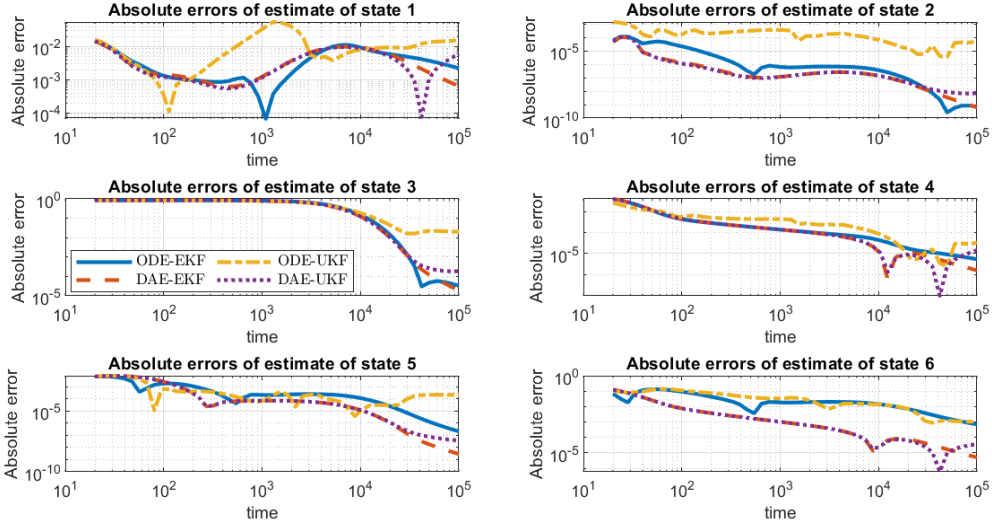 Absolute errors of estimate of state 1
Absolute error
10^-2
10^-3
10^-4
10^1 10^2 10^3 10^4 10^5
time
Absolute errors of estimate of state 2
Absolute error
10^-5
10^-10
10^1 10^2 10^3 10^4 10^5
time
Absolute errors of estimate of state 3
Absolute error
10^0
10^-5
ODE-EKF ODE-UKF
DAE-EKF DAE-UKF
10^1 10^2 10^3 10^4 10^5
time
Absolute errors of estimate of state 4
Absolute error
10^-5
10^1 10^2 10^3 10^4 10^5
time
Absolute errors of estimate of state 5
Absolute error
10^-5
10^-10
10^1 10^2 10^3 10^4 10^5
time
Absolute errors of estimate of state 6
Absolute error
10^0
10^-5
10^1 10^2 10^3 10^4 10^5
time